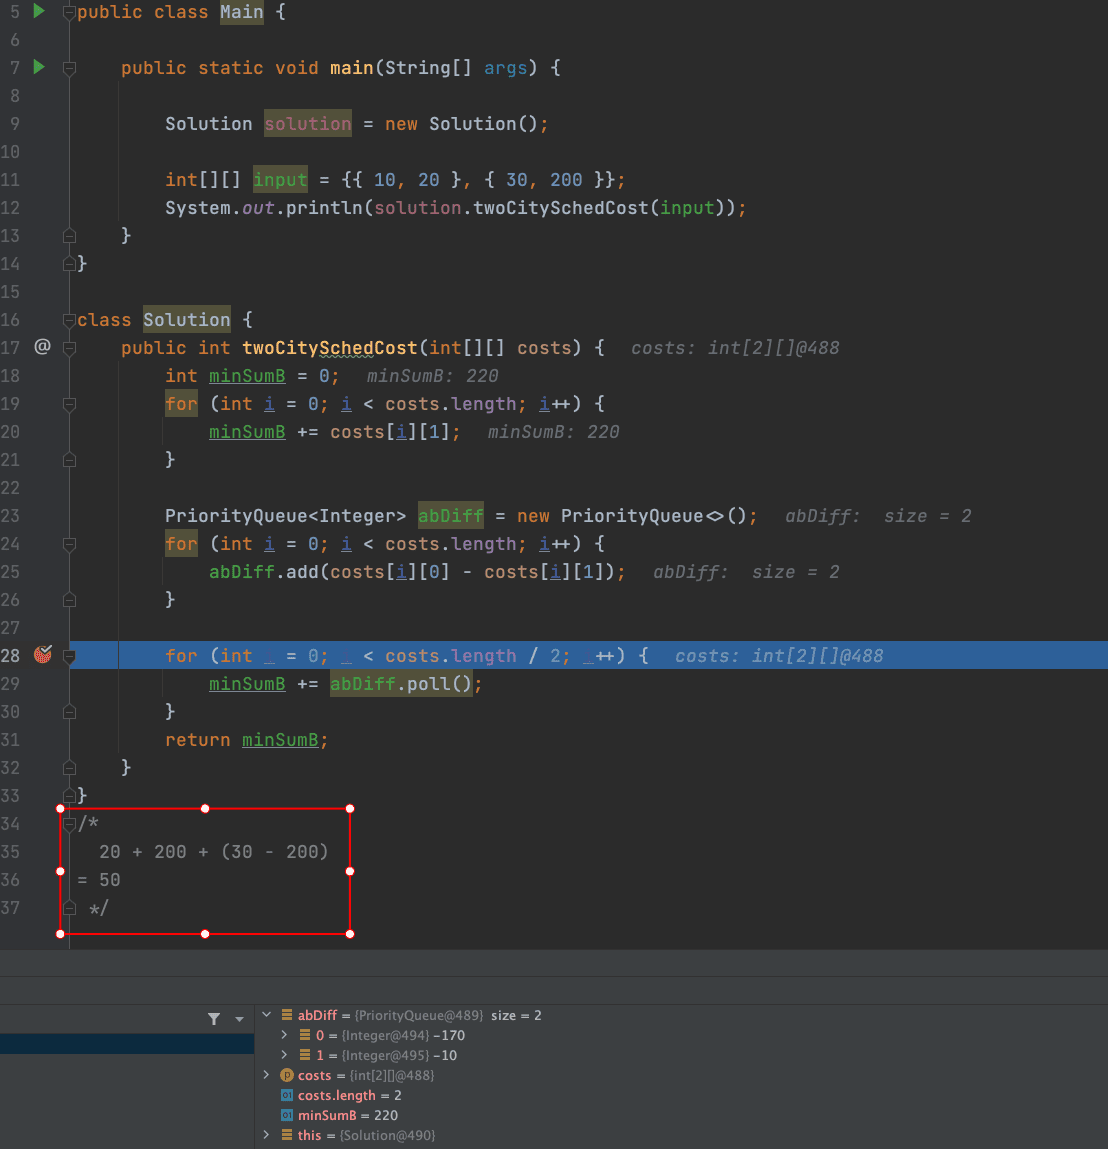 5 public class Main {
6
7 public static void main(String[] args) {
8
9 Solution solution = new Solution();
10
11 int[][] input = {{ 10, 20 }, { 30, 200 }};
12 System.out.println(solution.twoCitySchedCost(input));
13 }
14 }
15
16 class Solution {
17 @ public int twoCitySchedCost(int[][] costs) { costs: int[2][]@488
18 int minSumB = 0; minSumB: 220
19 for (int i = 0; i < costs.length; i++) {
20 minSumB += costs[i][1]; minSumB: 220
21 }
22
23 PriorityQueue<Integer> abDiff = new PriorityQueue<>(); abDiff: size = 2
24 for (int i = 0; i < costs.length; i++) {
25 abDiff.add(costs[i][0] - costs[i][1]); abDiff: size = 2
26 }
27
28 for (int _ = 0; _ < costs.length / 2; _++) { costs: int[2][]@488
29 minSumB += abDiff.poll();
30 }
31 return minSumB;
32 }
33 }
34 /*
35 20 + 200 + (30 - 200)
36 = 50
37 */
abDiff = {PriorityQueue@489} size = 2
0 = {Integer@494} -170
1 = {Integer@495} -10
p costs = {int[2][]@488}
01 costs.length = 2
01 minSumB = 220
this = {Solution@490}